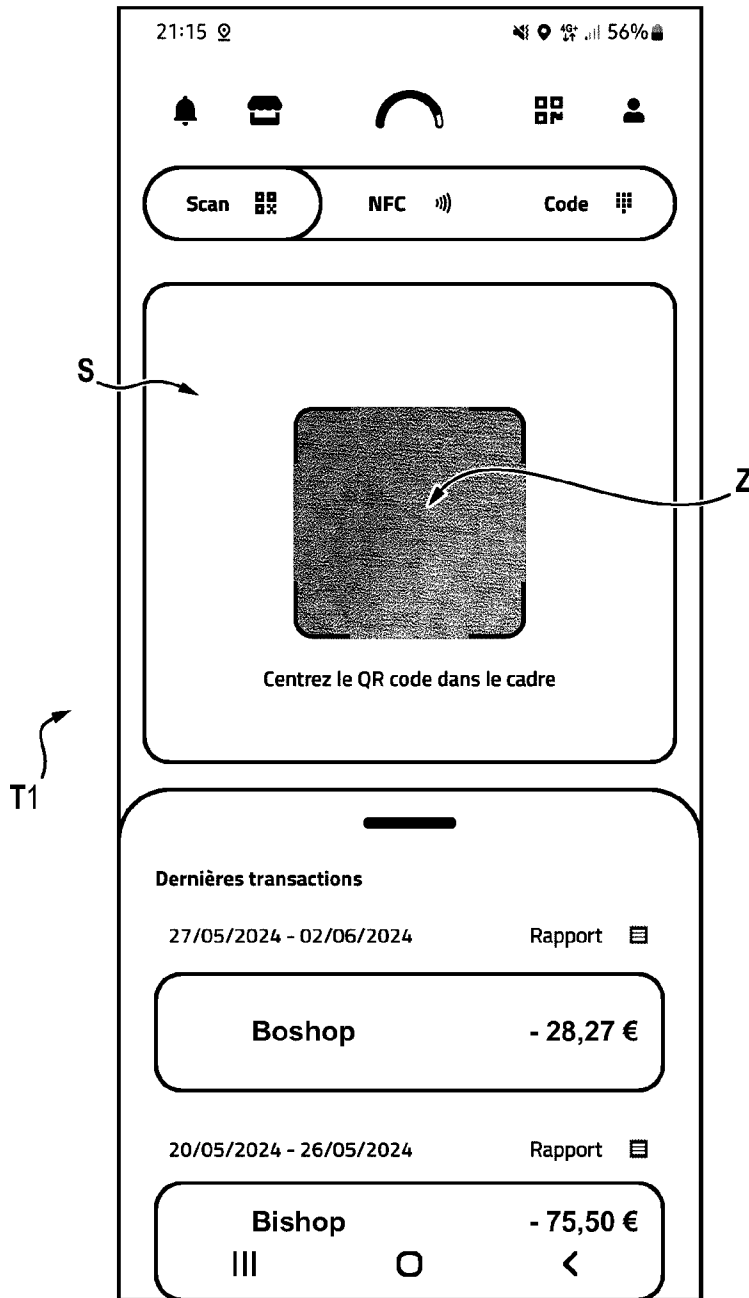 21:15 4G+ 56%
Scan NFC Code
S
Z
Centrez le QR code dans le cadre
T1
Dernières transactions
27/05/2024 - 02/06/2024 Rapport
Boshop - 28,27 €
20/05/2024 - 26/05/2024 Rapport
Bishop - 75,50 €